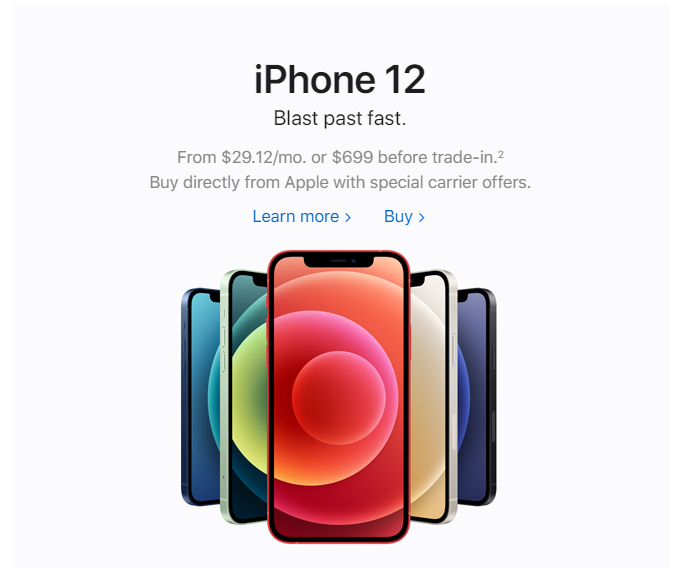 iPhone 12
Blast past fast.
From $29.12/mo. or $699 before trade-in.²
Buy directly from Apple with special carrier offers.
Learn more > Buy >